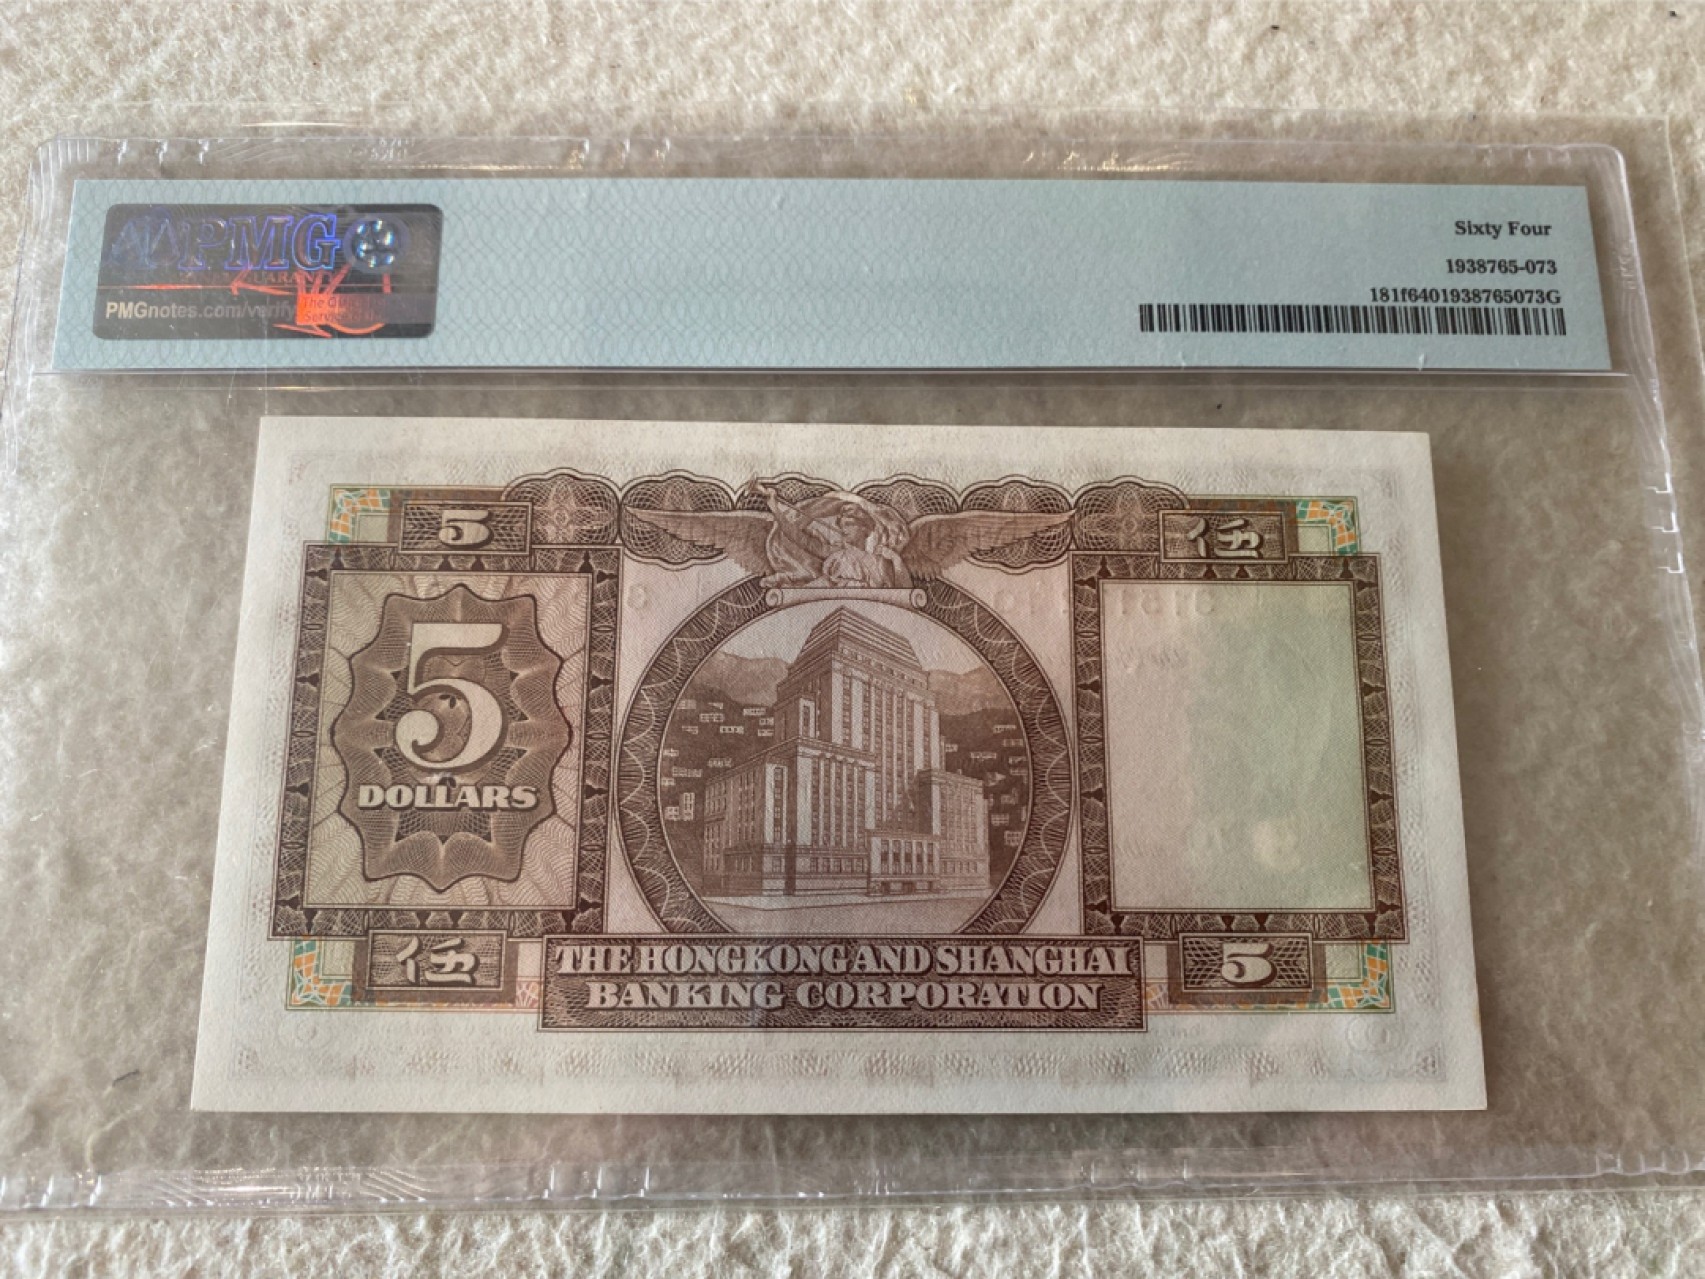 PMG
PMGnotes.com/verify
Sixty Four
1938765-073
181f6401938765073G
5
伍
5
DOLLARS
伍
THE HONGKONG AND SHANGHAI
BANKING CORPORATION
5